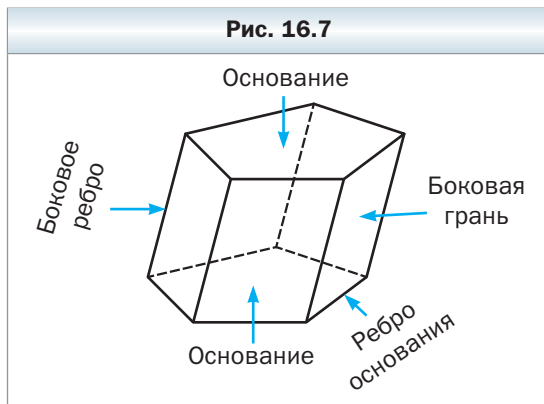 Рис. 16.7
Основание
Боковое
ребро
Боковая
грань
Основание
Ребро
основания